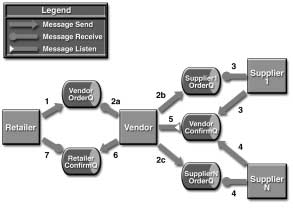 Legend
Message Send
Message Receive
Message Listen
Vendor
OrderQ
1
2a
Retailer
Vendor
7
Retailer
ConfirmQ
6
2b
Supplier1
OrderQ
3
Supplier
1
3
5
Vendor
ConfirmQ
4
2c
SupplierN
OrderQ
4
Supplier
N